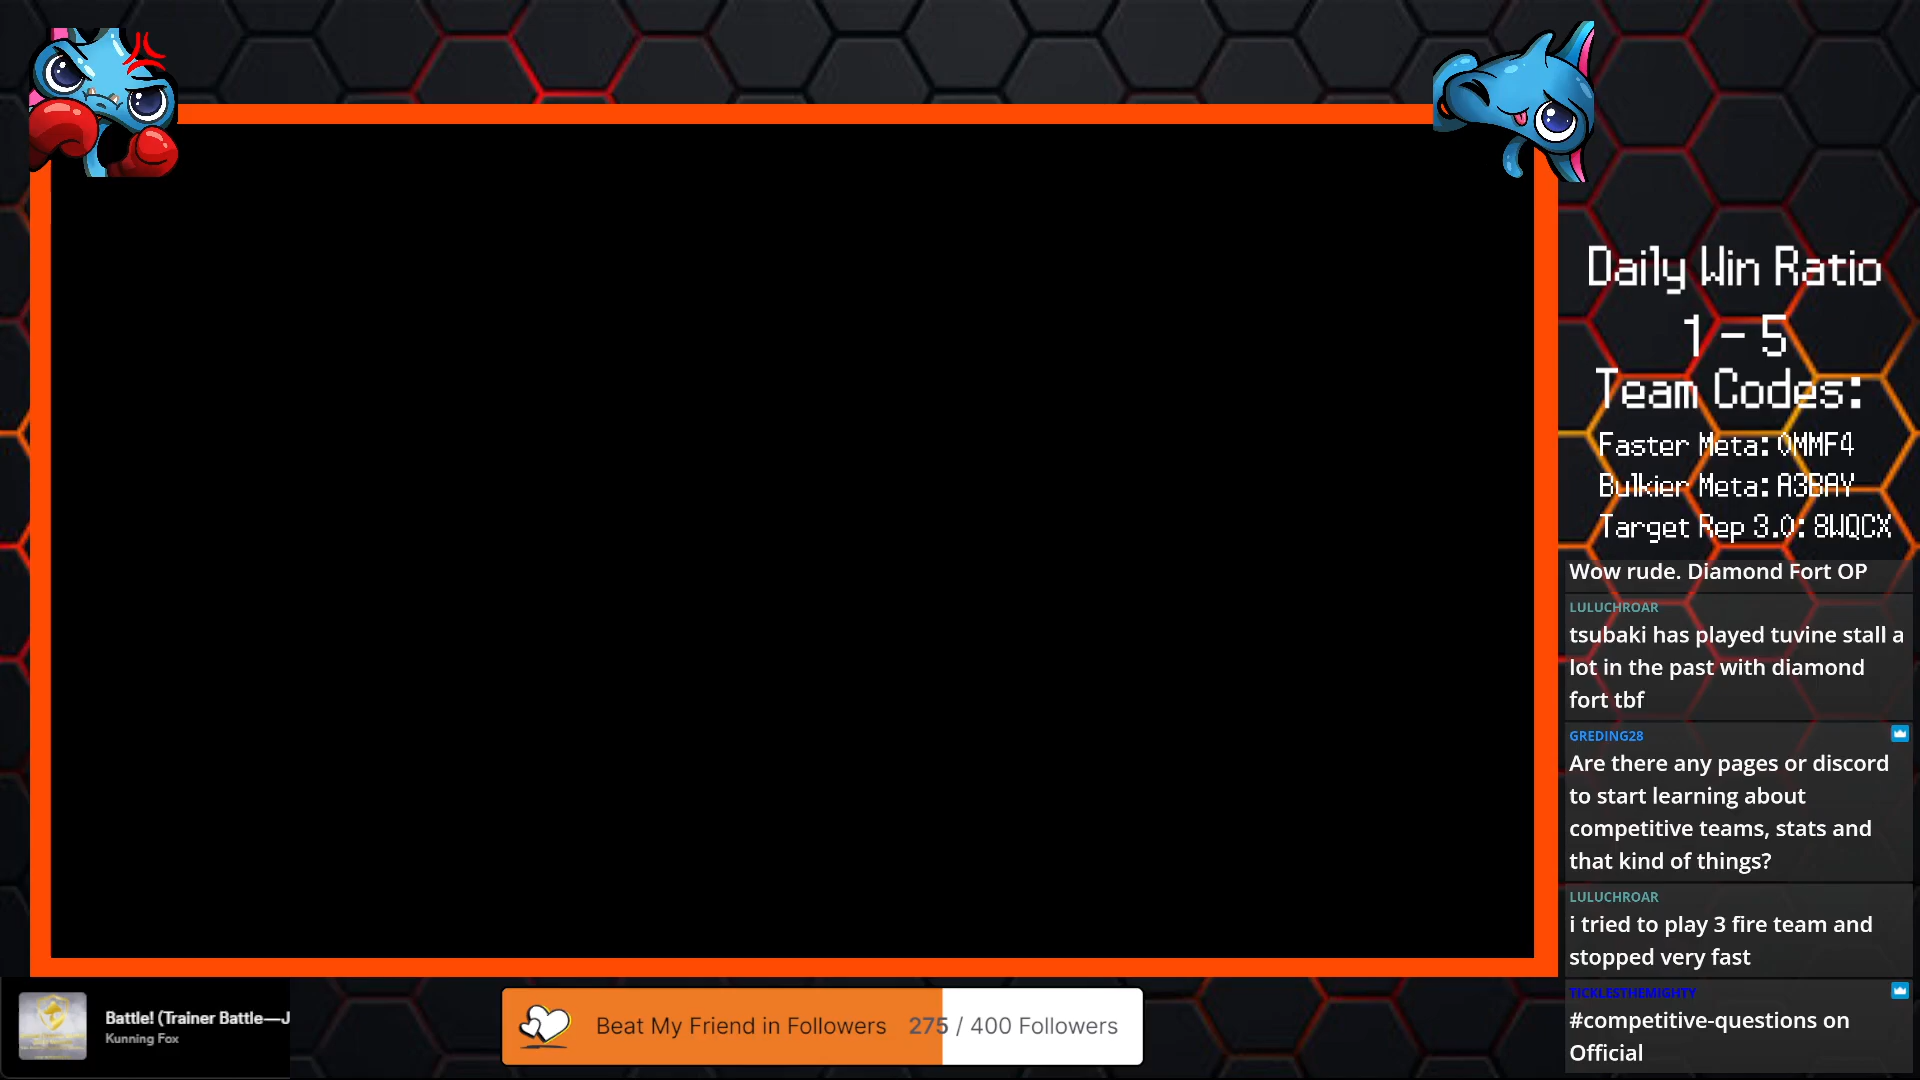 Daily Win Ratio
1 - 5
Team Codes:
Faster Meta: QMMF4
Bulkier Meta: A3BAY
Target Rep 3.0: 8WQCX
Wow rude. Diamond Fort OP
LULUCHROAR
tsubaki has played tuvine stall a
lot in the past with diamond
fort tbf
GREDING28
Are there any pages or discord
to start learning about
competitive teams, stats and
that kind of things?
LULUCHROAR
i tried to play 3 fire team and
stopped very fast
TICKLESTHEMIGHTY
#competitive-questions on
Official
Battle! (Trainer Battle—J
Kunning Fox
Beat My Friend in Followers 275 / 400 Followers